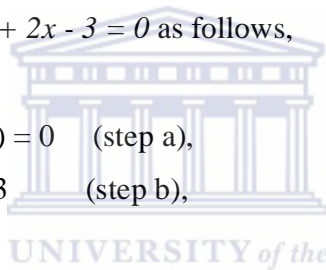 + 2x - 3 = 0 as follows,
) = 0 (step a),
3 (step b),
UNIVERSITY of the